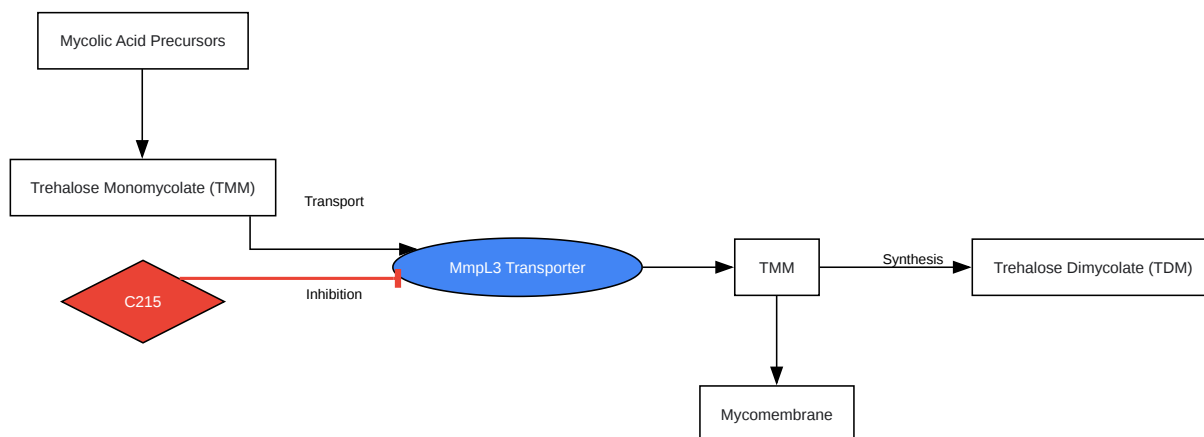 Mycolic Acid Precursors
Trehalose Monomycolate (TMM)
Transport
MmpL3 Transporter
C215
Inhibition
TMM
Synthesis
Trehalose Dimycolate (TDM)
Mycomembrane